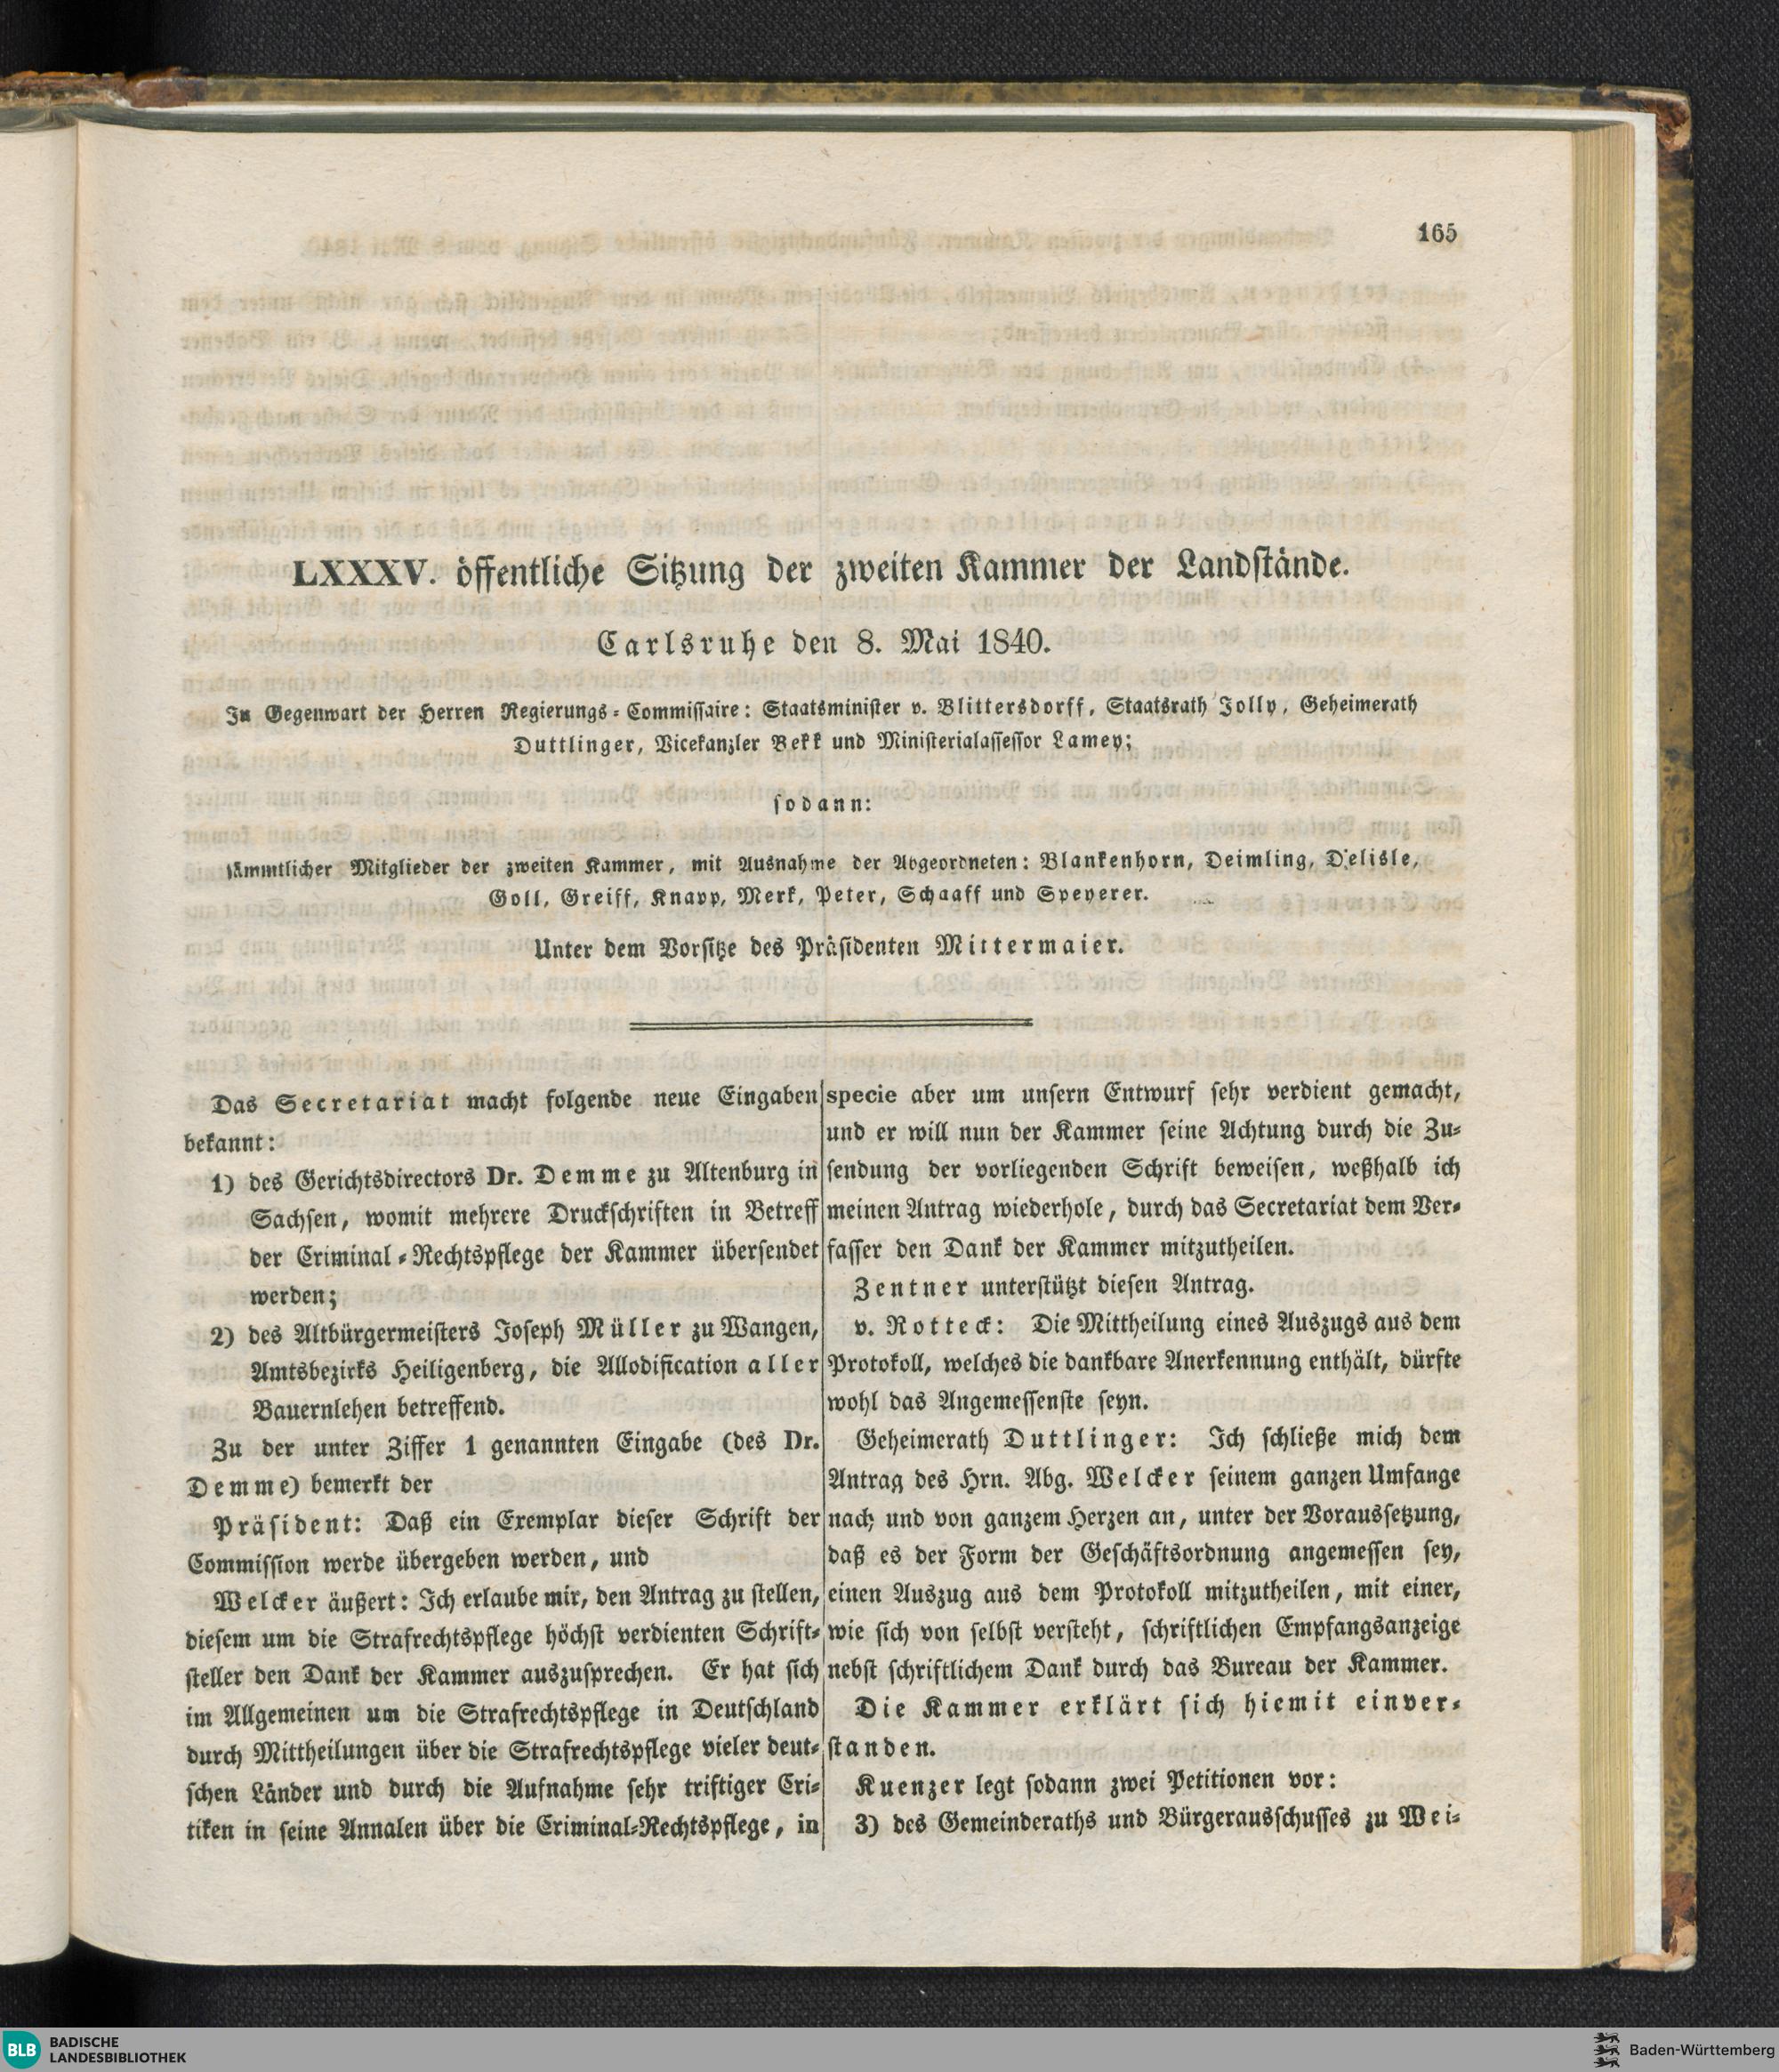 165
LXXXV. öffentliche Sitzung der zweiten Kammer der Landstände.
Carlsruhe den 8. Mai 1840.
In Gegenwart der Herren Regierungs-Commissaire: Staatsminister v. Blittersdorff, Staatsrath Jolly, Geheimerath
Duttlinger, Vicekanzler Bekk und Ministerialassessor Lamey;
sodann:
sämmtlicher Mitglieder der zweiten Kammer, mit Ausnahme der Abgeordneten: Blankenhorn, Deimling, Delisle,
Goll, Greiff, Knapp, Merk, Peter, Schaaff und Speyerer.
Unter dem Vorsitze des Präsidenten Mittermaier.
Das Secretariat macht folgende neue Eingaben
bekannt:
1) des Gerichtsdirectors Dr. Demme zu Altenburg in
Sachsen, womit mehrere Druckschriften in Betreff
der Criminal-Rechtspflege der Kammer übersendet
werden;
2) des Altbürgermeisters Joseph Müller zu Wangen,
Amtsbezirks Heiligenberg, die Allodification aller
Bauernlehen betreffend.
Zu der unter Ziffer 1 genannten Eingabe (des Dr.
Demme) bemerkt der
Präsident: Daß ein Exemplar dieser Schrift der
Commission werde übergeben werden, und
Welcker äußert: Ich erlaube mir, den Antrag zu stellen,
diesem um die Strafrechtspflege höchst verdienten Schrift-
steller den Dank der Kammer auszusprechen. Er hat sich
im Allgemeinen um die Strafrechtspflege in Deutschland
durch Mittheilungen über die Strafrechtspflege vieler deut-
schen Länder und durch die Aufnahme sehr triftiger Cri-
tiken in seine Annalen über die Criminal-Rechtspflege, in
specie aber um unsern Entwurf sehr verdient gemacht,
und er will nun der Kammer seine Achtung durch die Zu-
sendung der vorliegenden Schrift beweisen, weßhalb ich
meinen Antrag wiederhole, durch das Secretariat dem Ver-
fasser den Dank der Kammer mitzutheilen.
Zentner unterstützt diesen Antrag.
v. Rotteck: Die Mittheilung eines Auszugs aus dem
Protokoll, welches die dankbare Anerkennung enthält, dürfte
wohl das Angemessenste seyn.
Geheimerath Duttlinger: Ich schließe mich dem
Antrag des Hrn. Abg. Welcker seinem ganzen Umfange
nach und von ganzem Herzen an, unter der Voraussetzung,
daß es der Form der Geschäftsordnung angemessen sey,
einen Auszug aus dem Protokoll mitzutheilen, mit einer,
wie sich von selbst versteht, schriftlichen Empfangsanzeige
nebst schriftlichem Dank durch das Bureau der Kammer.
Die Kammer erklärt sich hiemit einver-
standen.
Kuenzer legt sodann zwei Petitionen vor:
3) des Gemeinderaths und Bürgerausschusses zu Wei-
BLB BADISCHE
LANDESBIBLIOTHEK
Baden-Württemberg